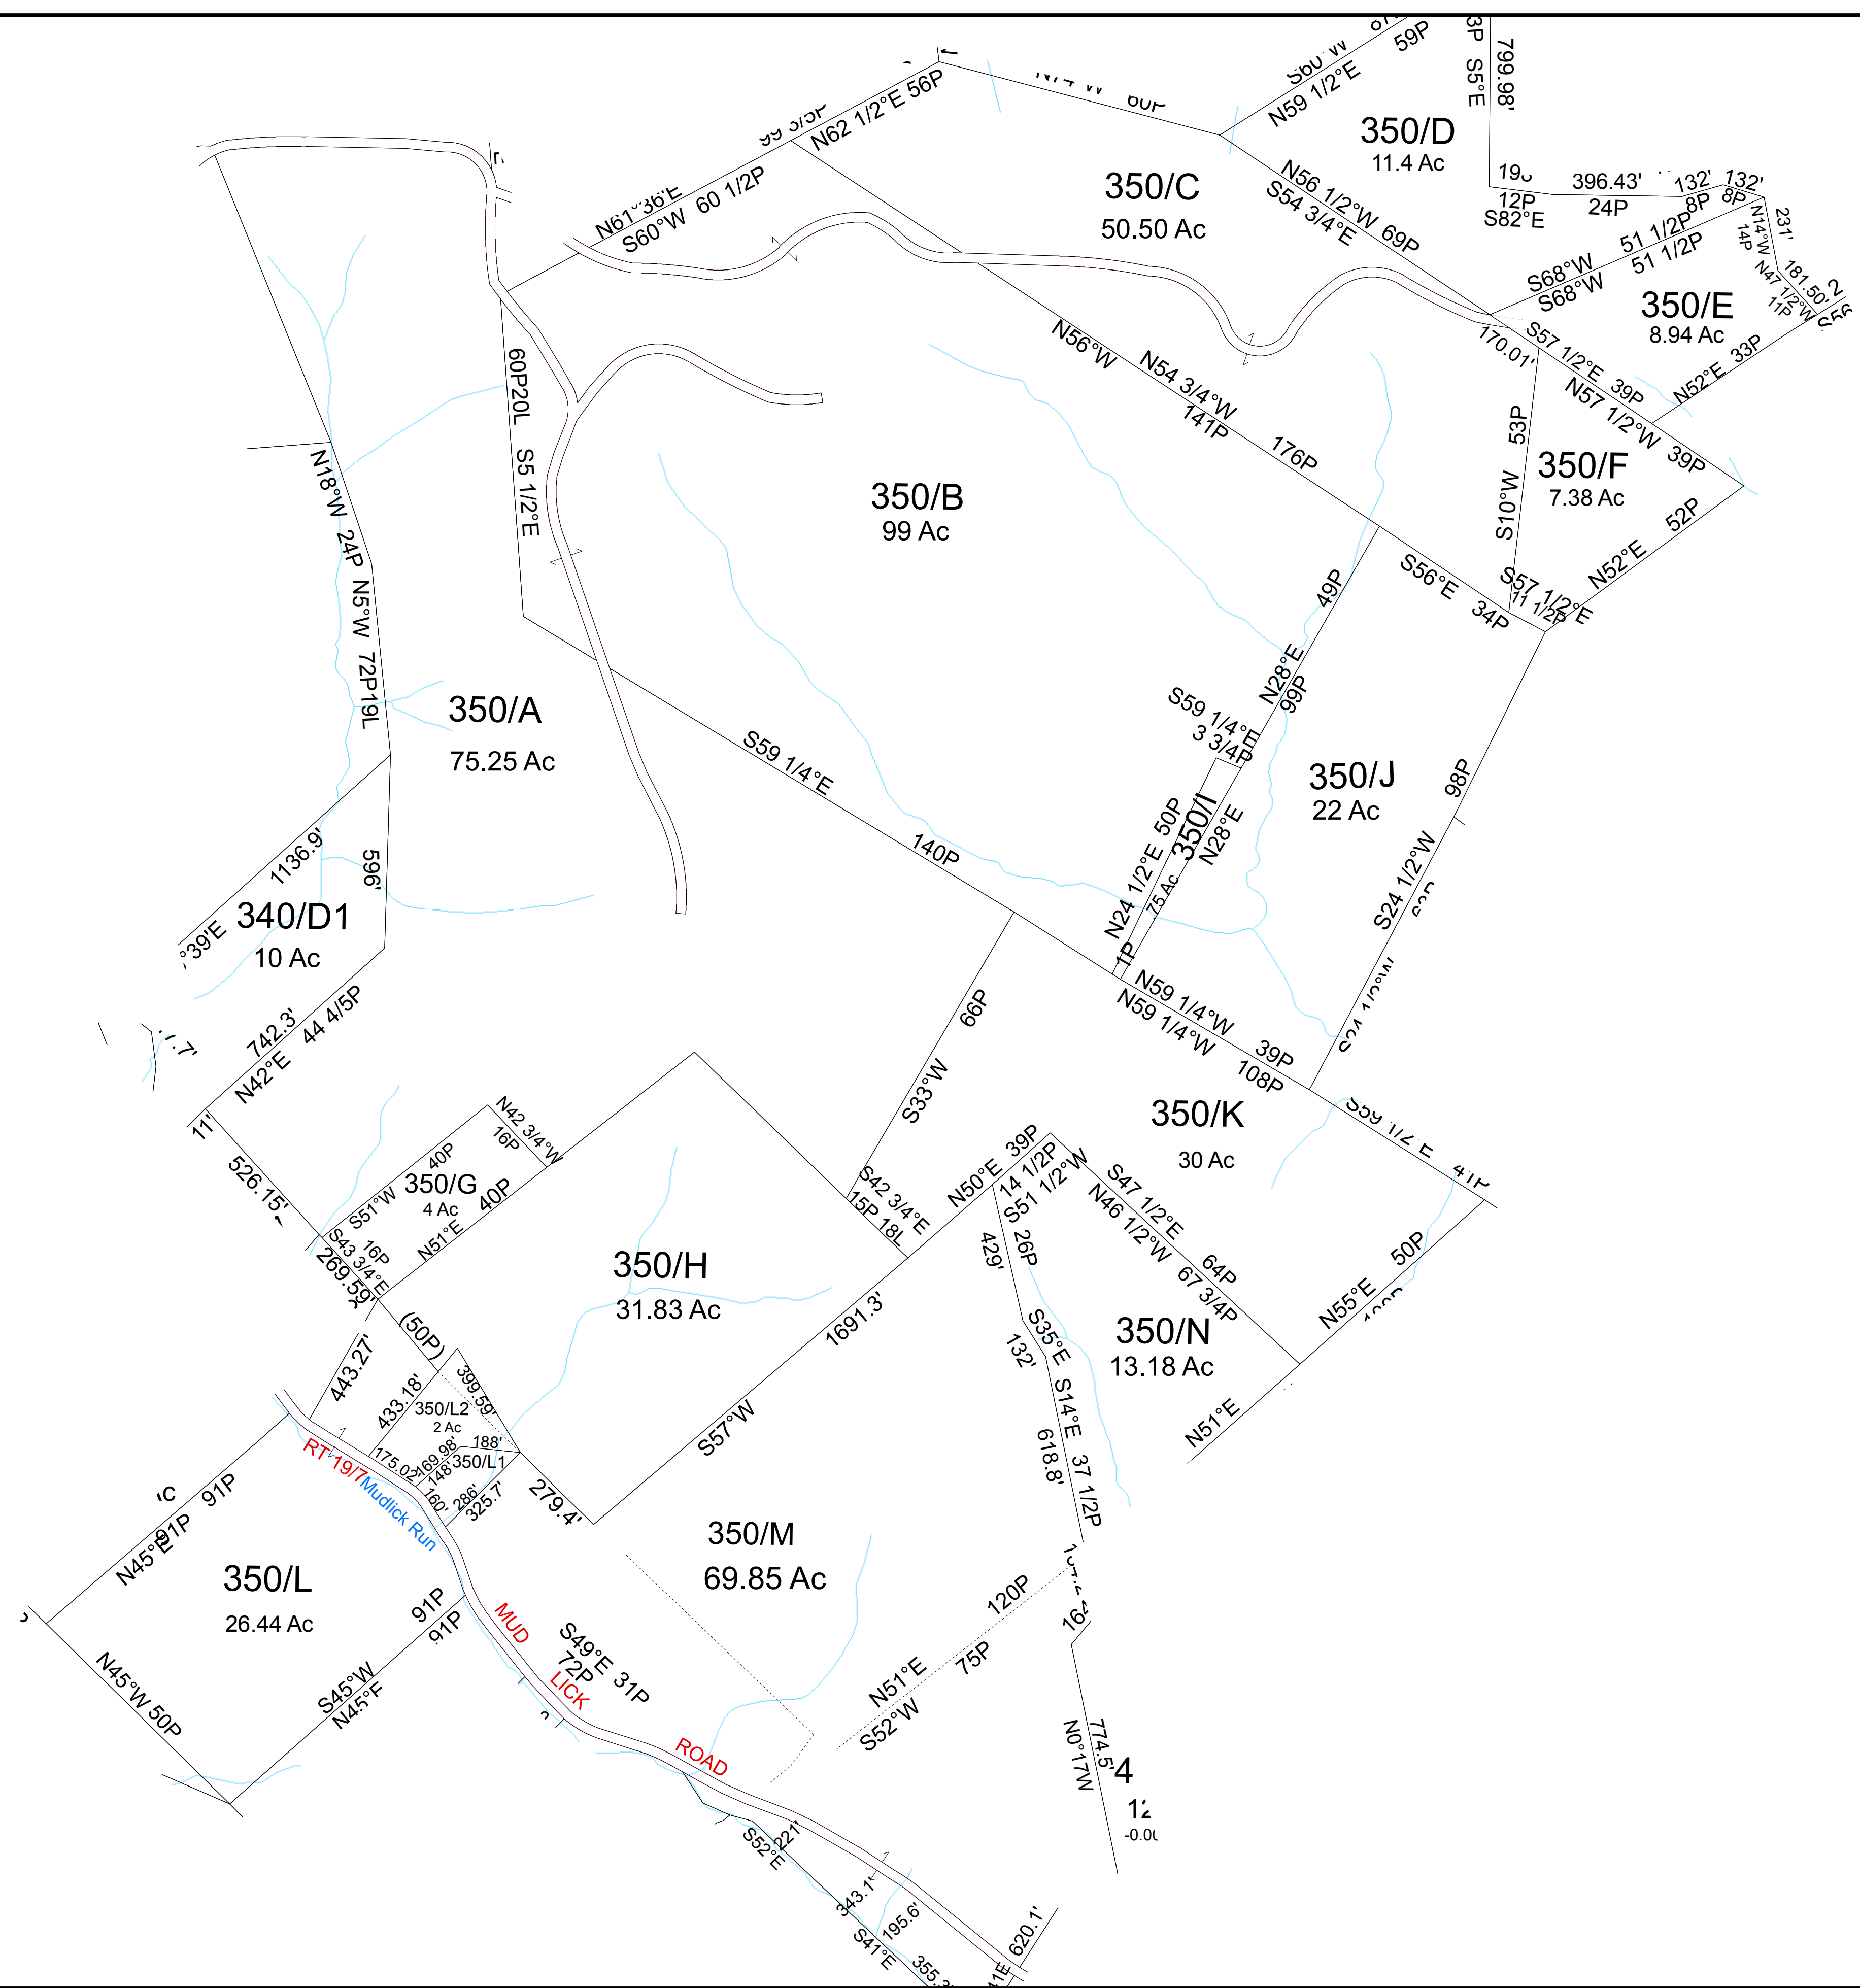 59P
N59 1/2°E
S5°E
799.98'
N62 1/2°E 56P
60P
350/D
11.4 Ac
350/C
50.50 Ac
N56 1/2°W 69P
S54 3/4°E
396.43'
132'
132'
12P
24P
8P
8P
S82°E
N14°W
14P
231'
51 1/2P
51 1/2P
S68°W
S68°W
N61°36'E
S60°W 60 1/2P
350/E
8.94 Ac
181.50'
N47 1/2°W
11P
170.01'
S57 1/2°E 39P
N52°E 33P
N57 1/2°W 39P
60P20L S5 1/2°E
N56°W
N54 3/4°W
141P
176P
53P
S10°W
350/F
7.38 Ac
52P
N52°E
350/B
99 Ac
N18°W 24P
N5°W 72P19L
S56°E 34P
S57 1/2°E
11 1/2P
49P
N28°E
99P
350/A
75.25 Ac
S59 1/4°E
3 3/4P
S59 1/4°E
140P
350/J
22 Ac
98P
S24 1/2°W
N24 1/2°E 50P
350/I
.75 Ac
N28°E
1P
1136.9'
596'
340/D1
10 Ac
°39'E
742.3'
44 4/5P
N42°E
66P
S33°W
N59 1/4°W
39P
N59 1/4°W
108P
350/K
30 Ac
11'
526.15'
N42 3/4°W
16P
40P
S51°W
350/G
4 Ac
N51°E 40P
S43 3/4°E
16P
269.59'
S42 3/4°E
15P 18L
N50°E 39P
14 1/2P
S51 1/2°W
S47 1/2°E 64P
N46 1/2°W 67 3/4P
26P
429'
50P
N55°E
350/H
31.83 Ac
1691.3'
S57°W
350/N
13.18 Ac
S35°E
132'
S14°E 37 1/2P
618.8'
N51°E
(50P)
443.27'
433.18'
399.59'
350/L2
2 Ac
188'
350/L1
175.02'
169.98'
148'
160'
286'
325.7'
279.4'
RT 19/7
Mudlick Run
91P
91P
N45°E
350/L
26.44 Ac
350/M
69.85 Ac
91P
91P
S45°W
N45°W 50P
MUD
LICK
ROAD
S49°E 31P
72P
120P
N51°E
75P
S52°W
N0°17W
774.5'
S52°E
221'
343.1'
195.6'
S41°E
620.1'